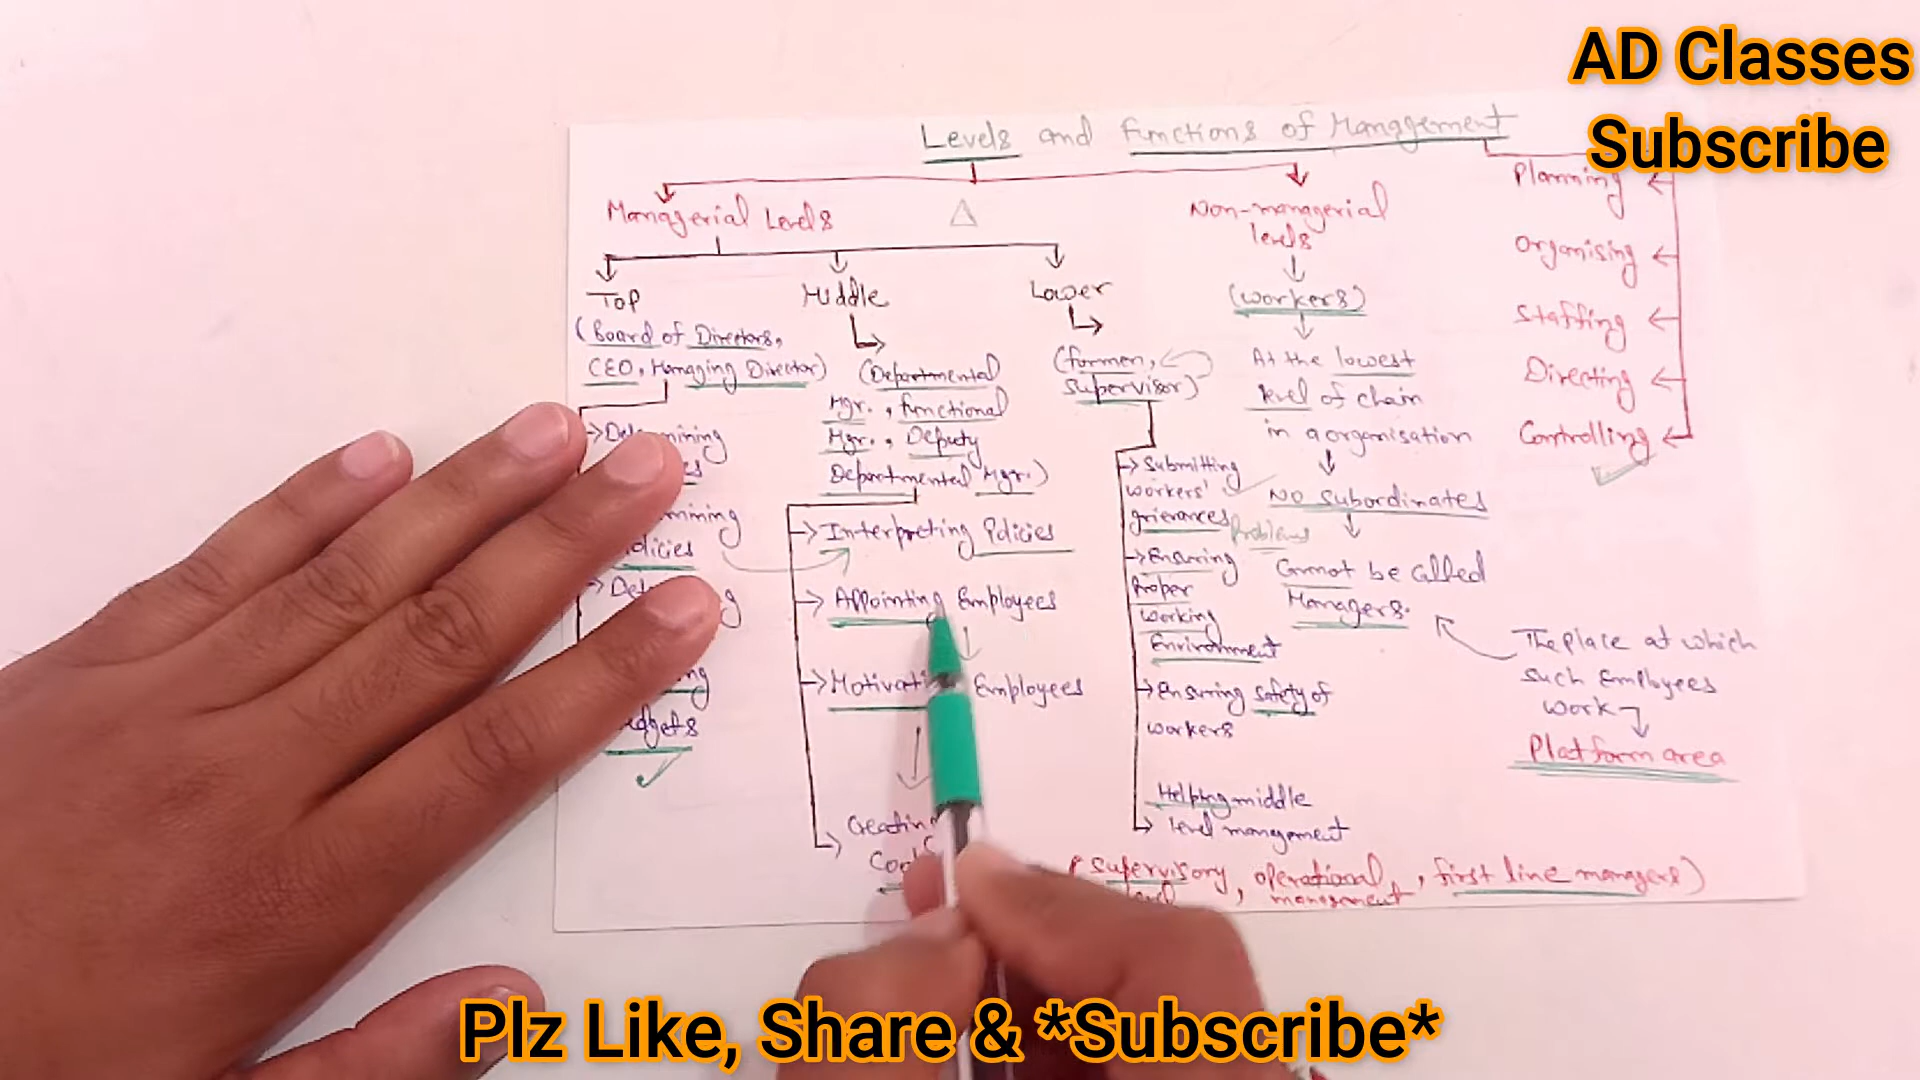 AD Classes
Subscribe
Levels and functions of Management
Managerial Levels
Non-managerial
levels
Top
Middle
Lower
(workers)
(Board of Directors,
CEO, Managing Director)
(Departmental
Mgr., functional
Mgr., Deputy
Departmental Mgr.)
(formen,
supervisor)
At the lowest
level of chain
in a organisation
No subordinates
Cannot be called
Managers.
Interpreting Policies
Appointing Employees
Employees
Submitting
workers'
grievances Problems
Ensuring
Proper
working
Environment
Ensuring safety of
workers
Helping middle
level management
Planning
Organising
Staffing
Directing
Controlling
The place at which
such Employees
work
Platform area
(supervisory, operational, first line managers)
management
Plz Like, Share & *Subscribe*